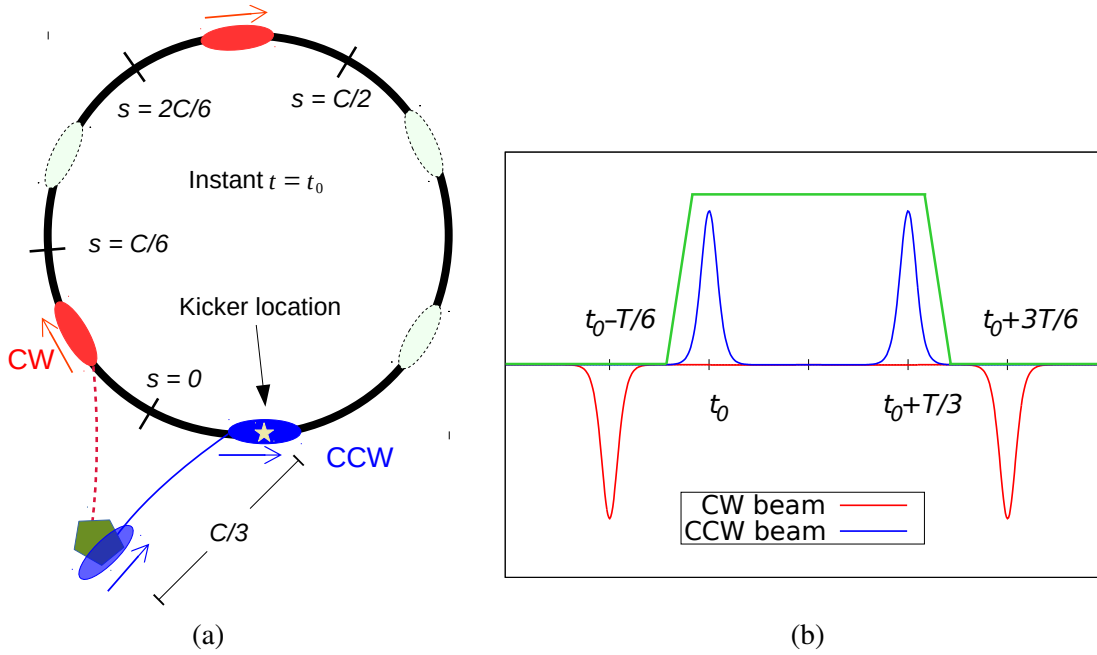 s = 2C/6
s = C/2
Instant t = t₀
s = C/6
Kicker location
CW
s = 0
CCW
C/3
(a)
t₀–T/6
t₀+3T/6
t₀
t₀+T/3
CW beam
CCW beam
(b)